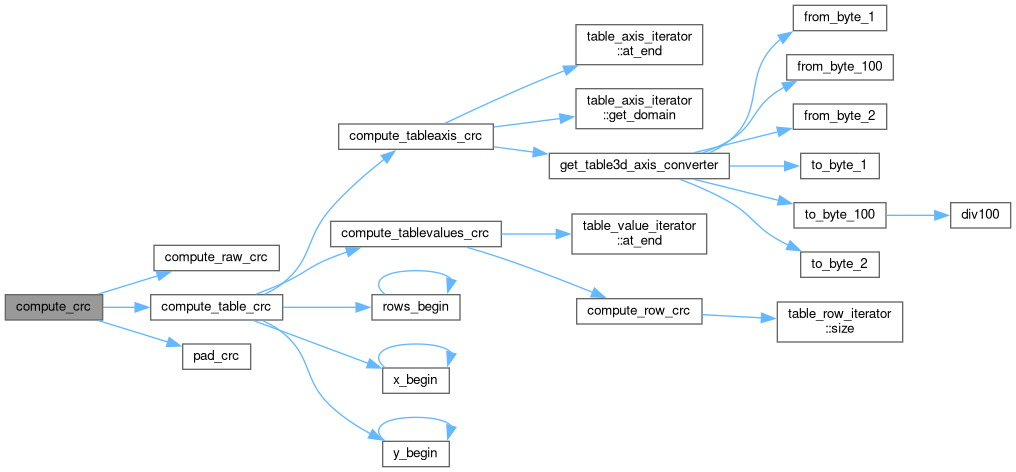 from_byte_1
table_axis_iterator
::at_end
from_byte_100
table_axis_iterator
::get_domain
from_byte_2
compute_tableaxis_crc
get_table3d_axis_converter
to_byte_1
to_byte_100
div100
compute_tablevalues_crc
table_value_iterator
::at_end
compute_raw_crc
to_byte_2
compute_crc
compute_table_crc
rows_begin
compute_row_crc
table_row_iterator
::size
pad_crc
x_begin
y_begin